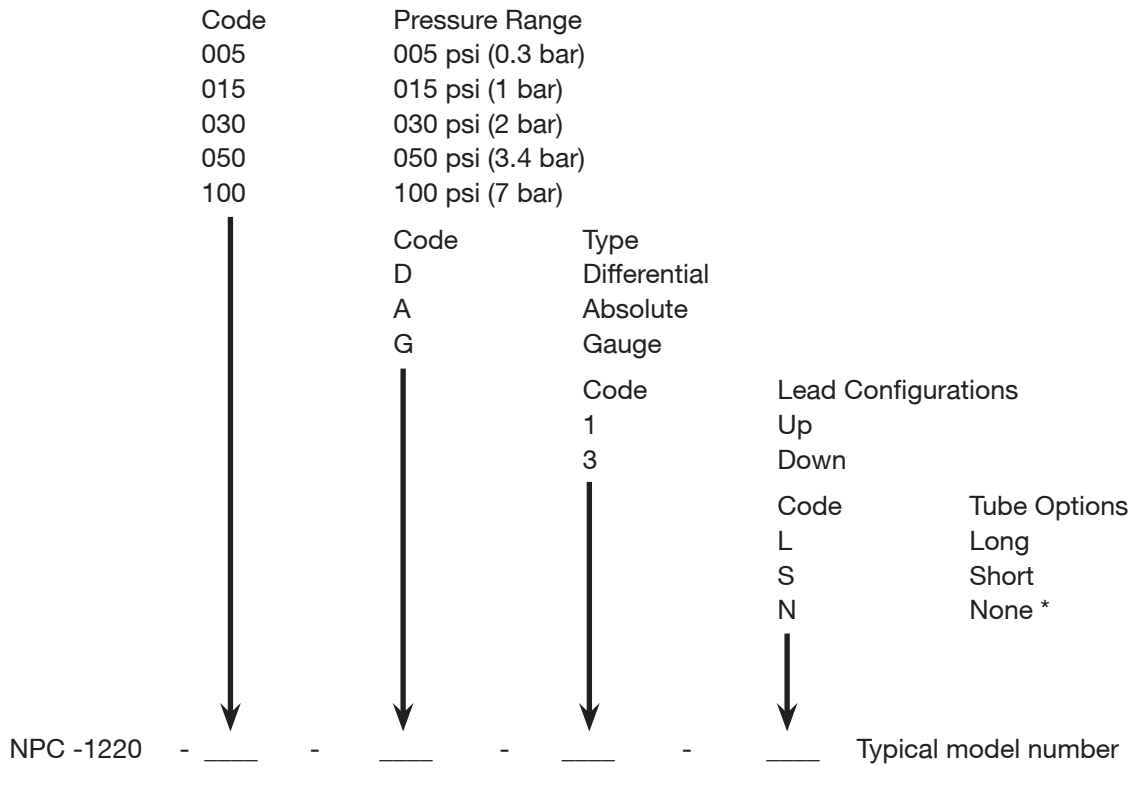 Code Pressure Range
005 005 psi (0.3 bar)
015 015 psi (1 bar)
030 030 psi (2 bar)
050 050 psi (3.4 bar)
100 100 psi (7 bar)
Code Type
D Differential
A Absolute
G Gauge
Code Lead Configurations
1 Up
3 Down
Code Tube Options
L Long
S Short
N None *
NPC -1220 - ____ - ____ - ____ - ____ Typical model number